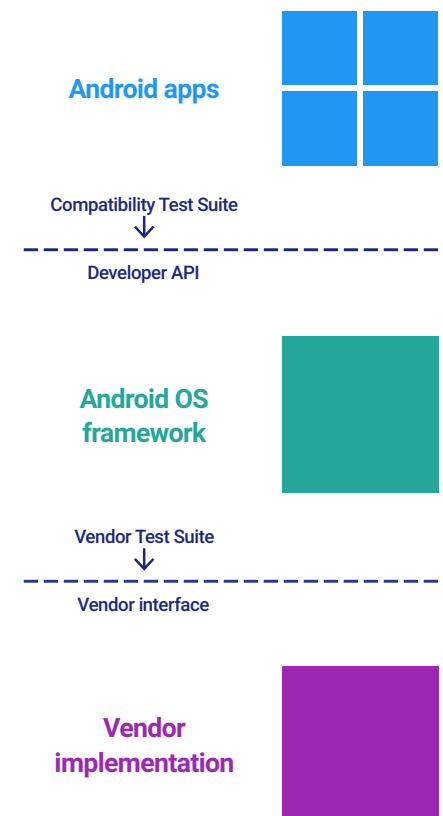 Android apps
Compatibility Test Suite
Developer API
Android OS
framework
Vendor Test Suite
Vendor interface
Vendor
implementation